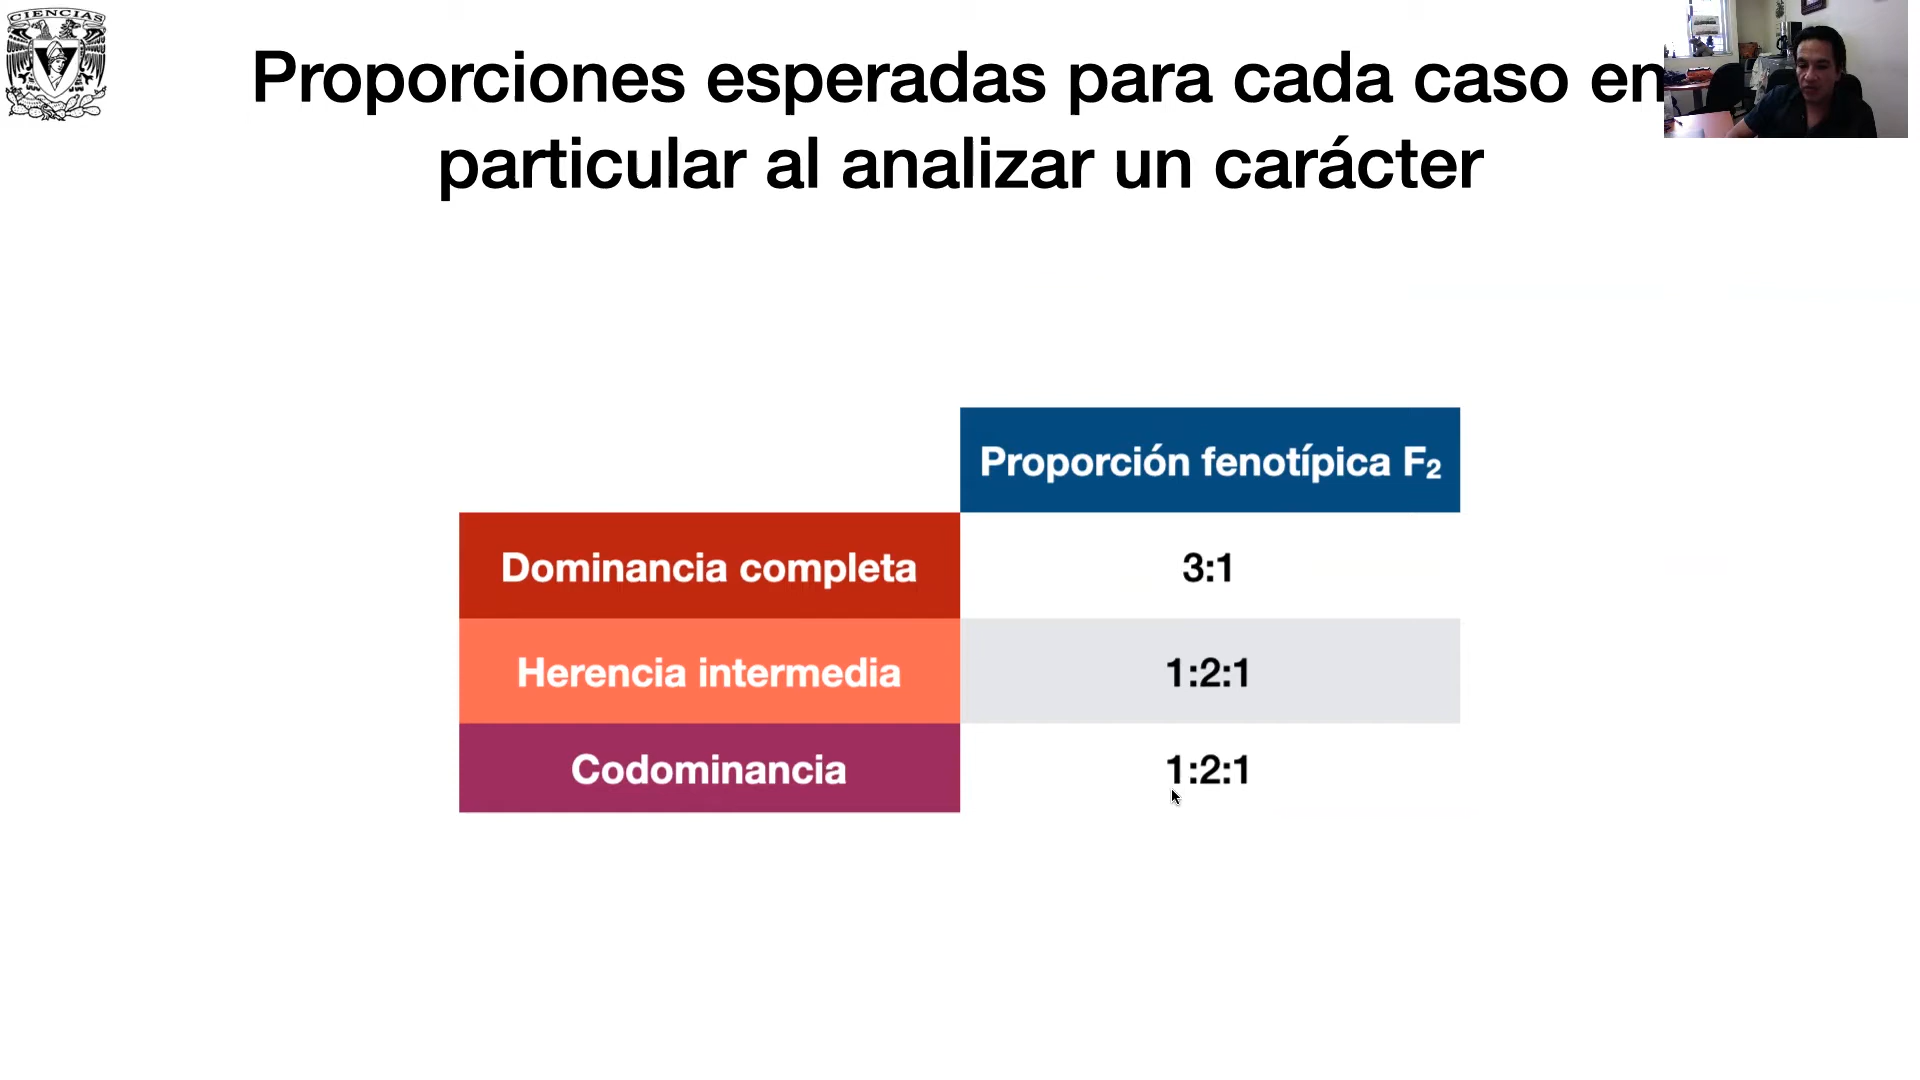 CIENCIAS
Proporciones esperadas para cada caso en
particular al analizar un carácter
Proporción fenotípica F₂
Dominancia completa
3:1
Herencia intermedia
1:2:1
Codominancia
1:2:1